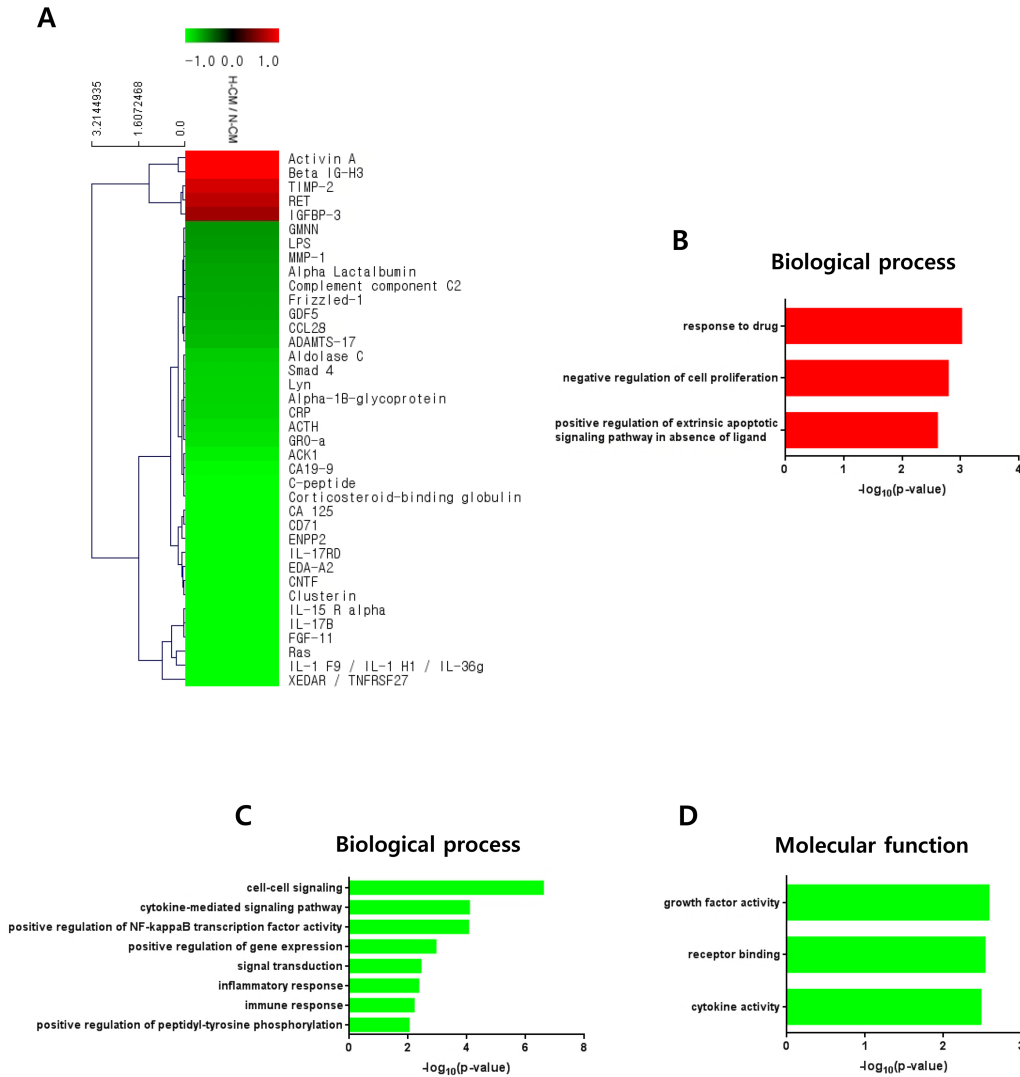 A
-1.0 0.0 1.0
3.2144935
1.6072468
0.0
H-CM / N-CM
Activin A
Beta IG-H3
TIMP-2
RET
IGFBP-3
GMNN
LPS
MMP-1
Alpha Lactalbumin
Complement component C2
Frizzled-1
GDF5
CCL28
ADAMTS-17
Aldolase C
Smad 4
Lyn
Alpha-1B-glycoprotein
CRP
ACTH
GRO-a
ACK1
CA19-9
C-peptide
Corticosteroid-binding globulin
CA 125
CD71
ENPP2
IL-17RD
EDA-A2
CNTF
Clusterin
IL-15 R alpha
IL-17B
FGF-11
Ras
IL-1 F9 / IL-1 H1 / IL-36g
XEDAR / TNFRSF27
B
Biological process
response to drug
negative regulation of cell proliferation
positive regulation of extrinsic apoptotic
signaling pathway in absence of ligand
0 1 2 3 4
-log10(p-value)
C
Biological process
cell-cell signaling
cytokine-mediated signaling pathway
positive regulation of NF-kappaB transcription factor activity
positive regulation of gene expression
signal transduction
inflammatory response
immune response
positive regulation of peptidyl-tyrosine phosphorylation
0 2 4 6 8
-log10(p-value)
D
Molecular function
growth factor activity
receptor binding
cytokine activity
0 1 2 3
-log10(p-value)